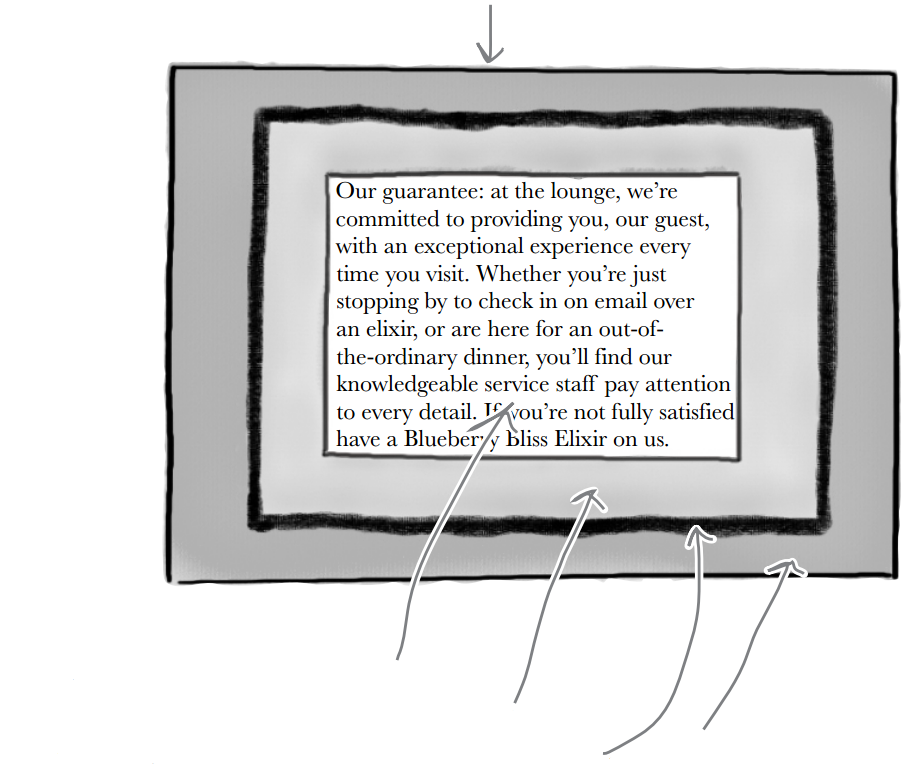 Our guarantee: at the lounge, we’re
committed to providing you, our guest,
with an exceptional experience every
time you visit. Whether you’re just
stopping by to check in on email over
an elixir, or are here for an out-of-
the-ordinary dinner, you’ll find our
knowledgeable service staff pay attention
to every detail. If you’re not fully satisfied
have a Blueberry Bliss Elixir on us.